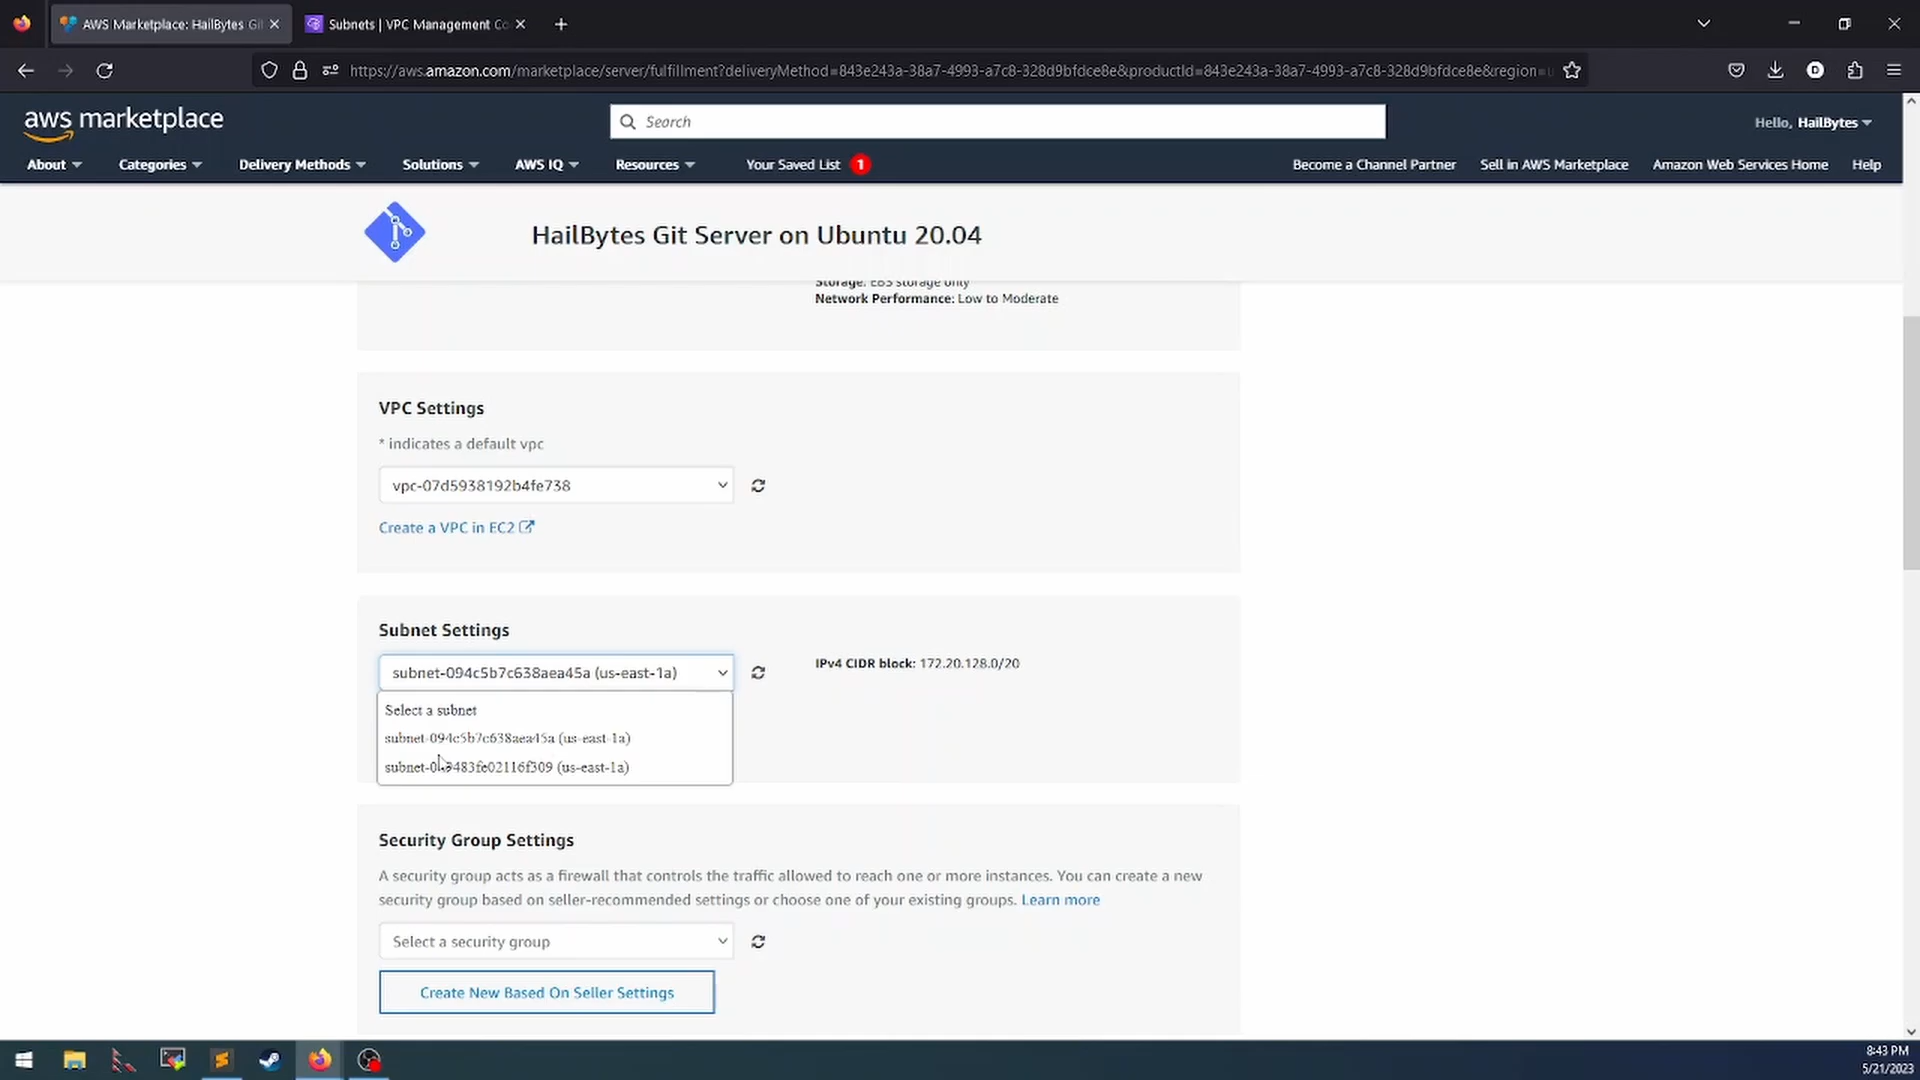 AWS Marketplace: HailBytes Git
Subnets | VPC Management Co
https://aws.amazon.com/marketplace/server/fulfillment?deliveryMethod=843e243a-38a7-4993-a7c8-328d9bfdce8e&productId=843e243a-38a7-4993-a7c8-328d9bfdce8e&region=u
aws marketplace
Search
Hello, HailBytes
About
Categories
Delivery Methods
Solutions
AWS IQ
Resources
Your Saved List 1
Become a Channel Partner
Sell in AWS Marketplace
Amazon Web Services Home
Help
HailBytes Git Server on Ubuntu 20.04
Storage: EBS storage only
Network Performance: Low to Moderate
VPC Settings
* indicates a default vpc
vpc-07d5938192b4fe738
Create a VPC in EC2
Subnet Settings
subnet-094c5b7c638aea45a (us-east-1a)
IPv4 CIDR block: 172.20.128.0/20
Select a subnet
subnet-094c5b7c638aea45a (us-east-1a)
(us-east-1a)
Security Group Settings
A security group acts as a firewall that controls the traffic allowed to reach one or more instances. You can create a new
security group based on seller-recommended settings or choose one of your existing groups. Learn more
Select a security group
Create New Based On Seller Settings
8:43 PM
5/21/2023